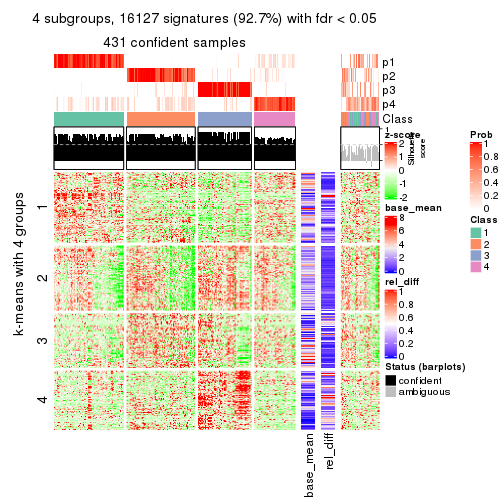 4 subgroups, 16127 signatures (92.7%) with fdr < 0.05
431 confident samples
p1
p2
p3
p4
Class
1
Silhouette score
k-means with 4 groups
1
2
3
4
base_mean
rel_diff
z-score
2
1
0
-1
-2
base_mean
8
6
4
2
0
rel_diff
1
0.8
0.6
0.4
0.2
0
Status (barplots)
confident
ambiguous
Prob
1
0.8
0.6
0.4
0.2
0
Class
1
2
3
4